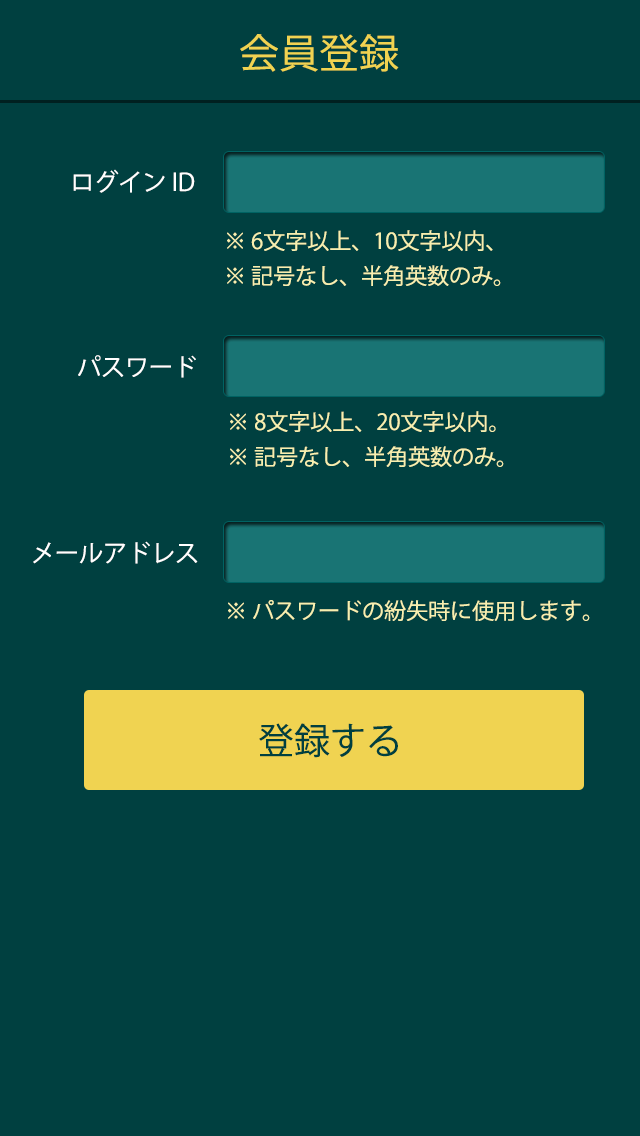 会員登録
ログイン ID
※ 6文字以上、10文字以内、
※ 記号なし、半角英数のみ。
パスワード
※ 8文字以上、20文字以内。
※ 記号なし、半角英数のみ。
メールアドレス
※ パスワードの紛失時に使用します。
登録する